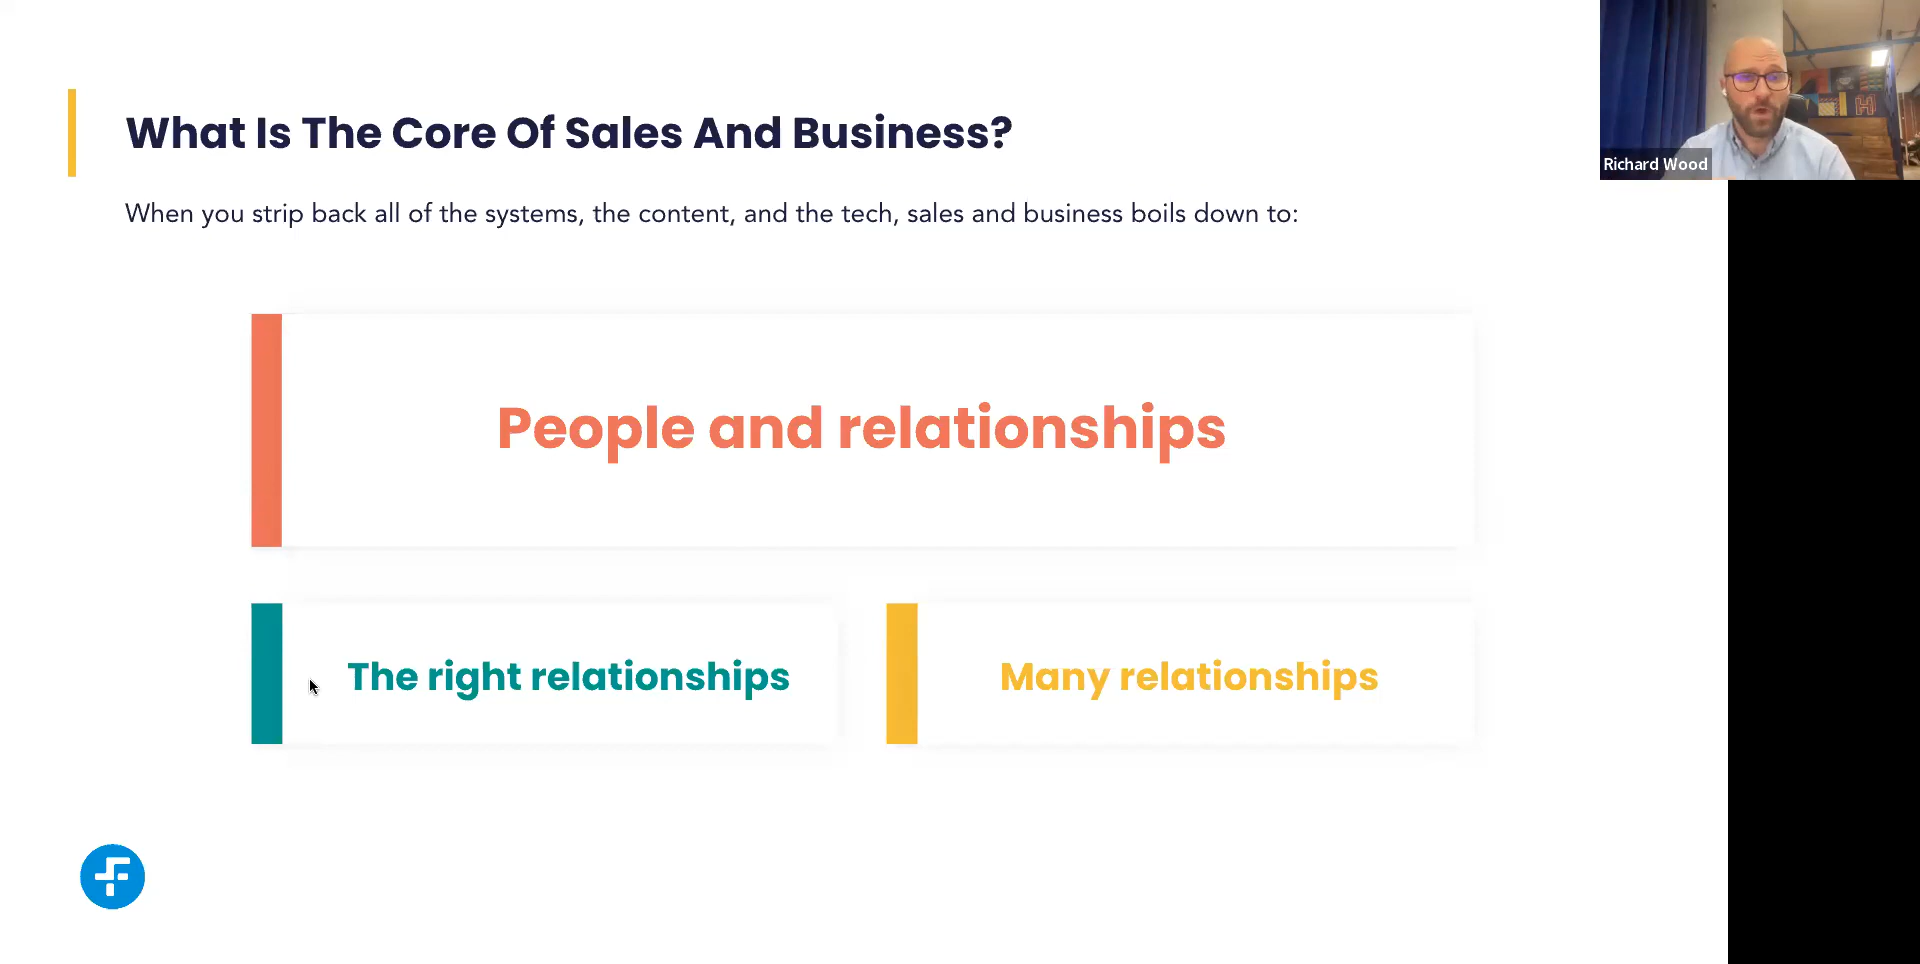 What Is The Core Of Sales And Business?
When you strip back all of the systems, the content, and the tech, sales and business boils down to:
People and relationships
The right relationships
Many relationships
Richard Wood